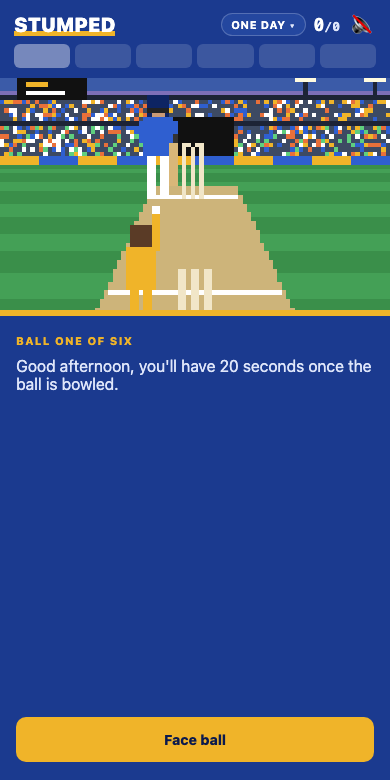 STUMPED
ONE DAY ▾
0/0
BALL ONE OF SIX
Good afternoon, you'll have 20 seconds once the
ball is bowled.
Face ball